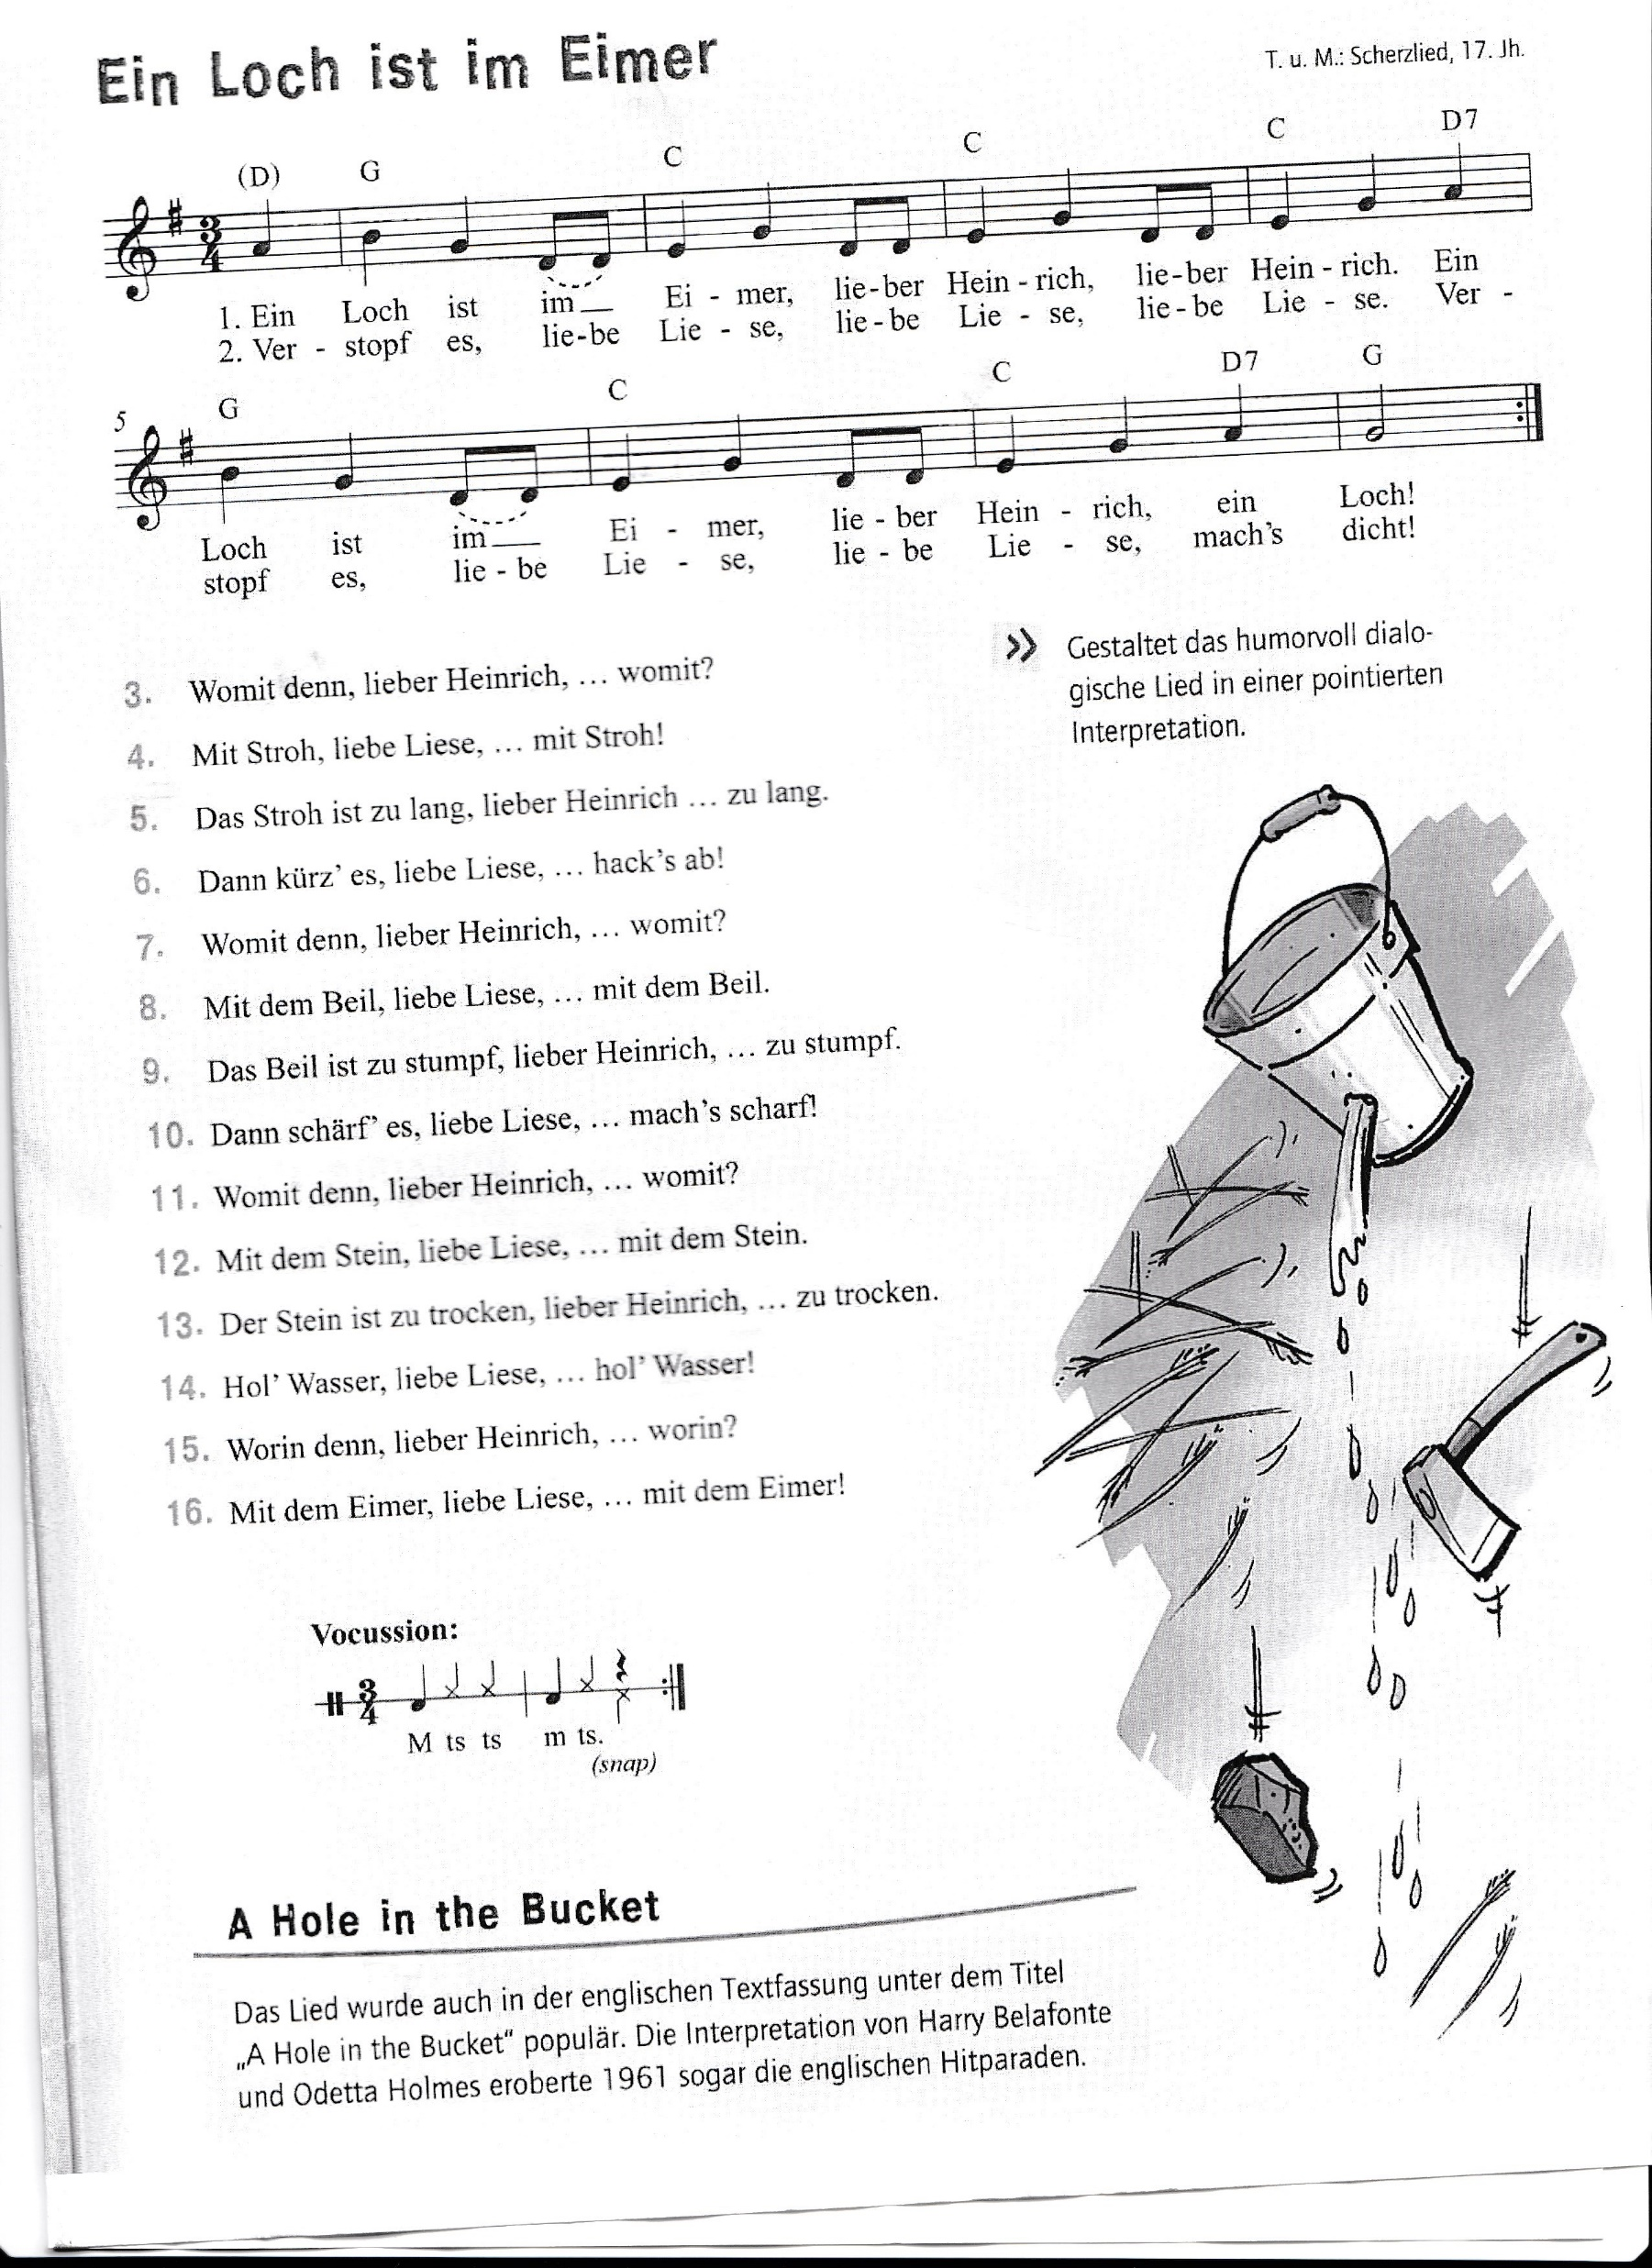 Ein Loch ist im Eimer
T. u. M.: Scherzlied, 17. Jh.
(D) G C C C D7
3 4
1. Ein Loch ist im Ei - mer, lie-ber Hein - rich, lie-ber Hein - rich. Ein
2. Ver - stopf es, lie-be Lie - se, lie-be Lie - se, lie-be Lie - se. Ver -
5 G C C D7 G
Loch ist im Ei - mer, lie - ber Hein - rich, ein Loch!
stopf es, lie - be Lie - se, lie - be Lie - se, mach’s dicht!
3. Womit denn, lieber Heinrich, … womit?
4. Mit Stroh, liebe Liese, … mit Stroh!
5. Das Stroh ist zu lang, lieber Heinrich … zu lang.
6. Dann kürz’ es, liebe Liese, … hack’s ab!
7. Womit denn, lieber Heinrich, … womit?
8. Mit dem Beil, liebe Liese, … mit dem Beil.
9. Das Beil ist zu stumpf, lieber Heinrich, … zu stumpf.
10. Dann schärf’ es, liebe Liese, … mach’s scharf!
11. Womit denn, lieber Heinrich, … womit?
12. Mit dem Stein, liebe Liese, … mit dem Stein.
13. Der Stein ist zu trocken, lieber Heinrich, … zu trocken.
14. Hol’ Wasser, liebe Liese, … hol’ Wasser!
15. Worin denn, lieber Heinrich, … worin?
16. Mit dem Eimer, liebe Liese, … mit dem Eimer!
>> Gestaltet das humorvoll dialo-
gische Lied in einer pointierten
Interpretation.
Vocussion:
3 4
M ts ts m ts.
(snap)
A Hole in the Bucket
Das Lied wurde auch in der englischen Textfassung unter dem Titel
„A Hole in the Bucket“ populär. Die Interpretation von Harry Belafonte
und Odetta Holmes eroberte 1961 sogar die englischen Hitparaden.